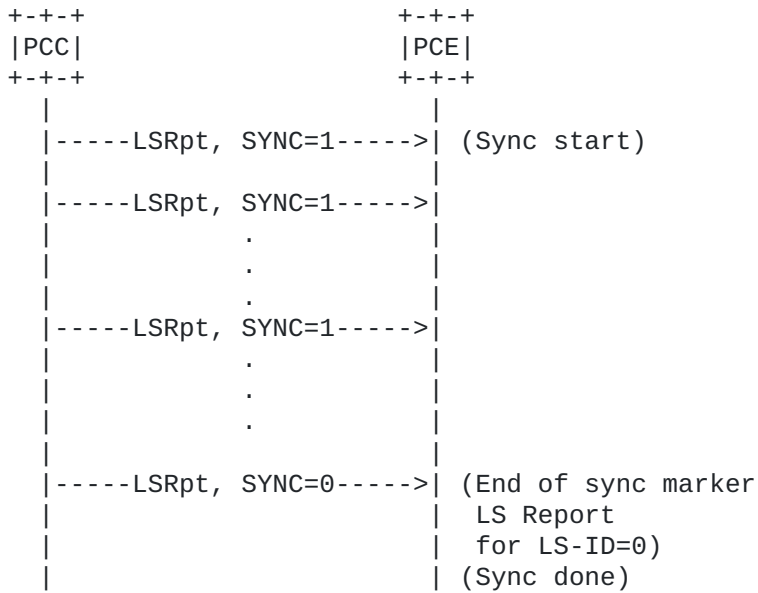 +-+-+                    +-+-+
|PCC|                    |PCE|
+-+-+                    +-+-+
  |                        |
  |-----LSRpt, SYNC=1----->| (Sync start)
  |                        |
  |-----LSRpt, SYNC=1----->|
  |            .           |
  |            .           |
  |            .           |
  |-----LSRpt, SYNC=1----->|
  |            .           |
  |            .           |
  |            .           |
  |                        |
  |-----LSRpt, SYNC=0----->| (End of sync marker
  |                        |  LS Report
  |                        |  for LS-ID=0)
  |                        | (Sync done)